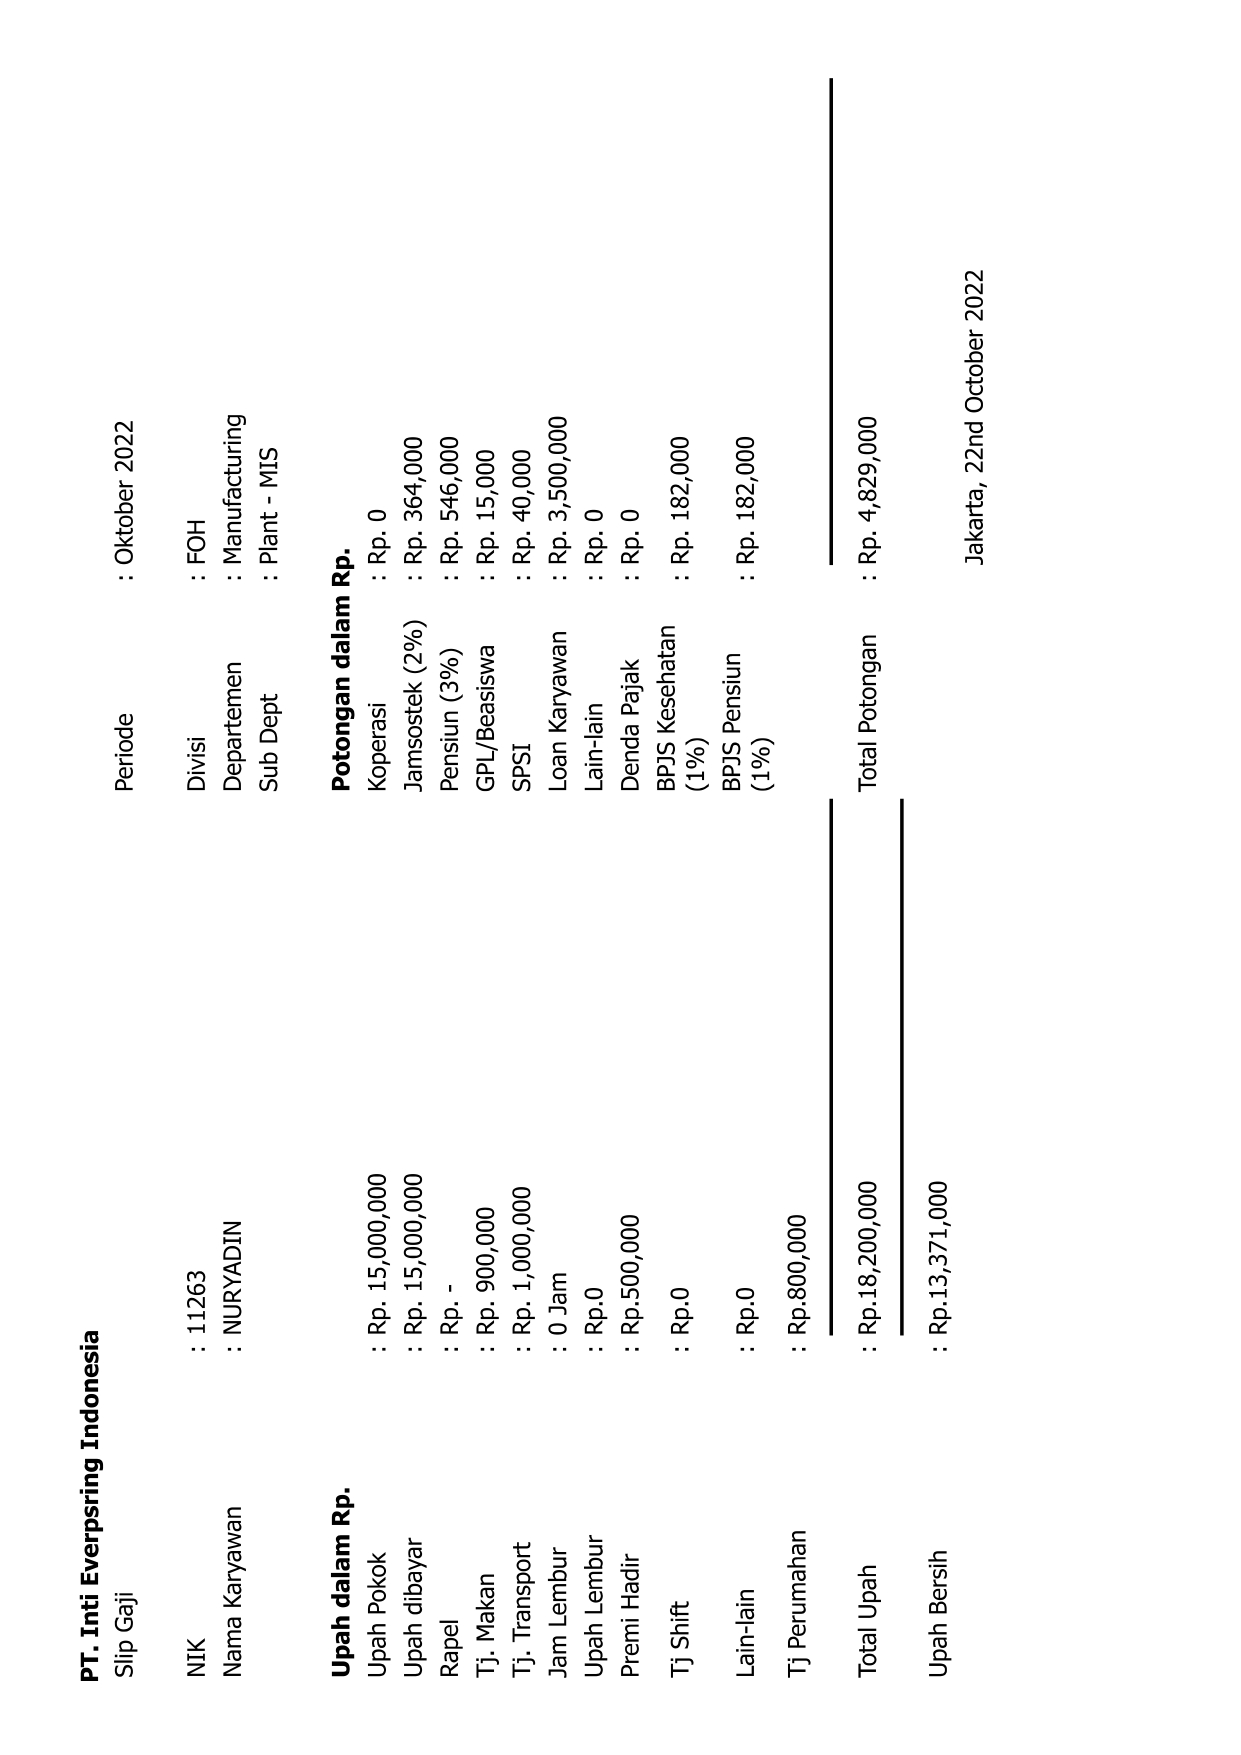 PT. Inti Everpsring Indonesia
Slip Gaji Periode : Oktober 2022
NIK : 11263 Divisi : FOH
Nama Karyawan : NURYADIN Departemen : Manufacturing
Sub Dept : Plant - MIS
Upah dalam Rp. Potongan dalam Rp.
Upah Pokok : Rp. 15,000,000 Koperasi : Rp. 0
Upah dibayar : Rp. 15,000,000 Jamsostek (2%) : Rp. 364,000
Rapel : Rp. - Pensiun (3%) : Rp. 546,000
Tj. Makan : Rp. 900,000 GPL/Beasiswa : Rp. 15,000
Tj. Transport : Rp. 1,000,000 SPSI : Rp. 40,000
Jam Lembur : 0 Jam Loan Karyawan : Rp. 3,500,000
Upah Lembur : Rp.0 Lain-lain : Rp. 0
Premi Hadir : Rp.500,000 Denda Pajak : Rp. 0
Tj Shift : Rp.0 BPJS Kesehatan (1%) : Rp. 182,000
Lain-lain : Rp.0 BPJS Pensiun (1%) : Rp. 182,000
Tj Perumahan : Rp.800,000
Total Upah : Rp.18,200,000 Total Potongan : Rp. 4,829,000
Upah Bersih : Rp.13,371,000
Jakarta, 22nd October 2022